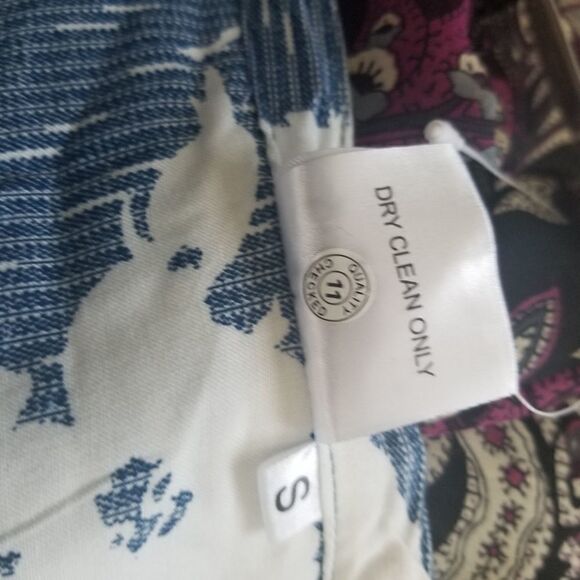 DRY CLEAN ONLY
QUALITY
11
CHECKED
S